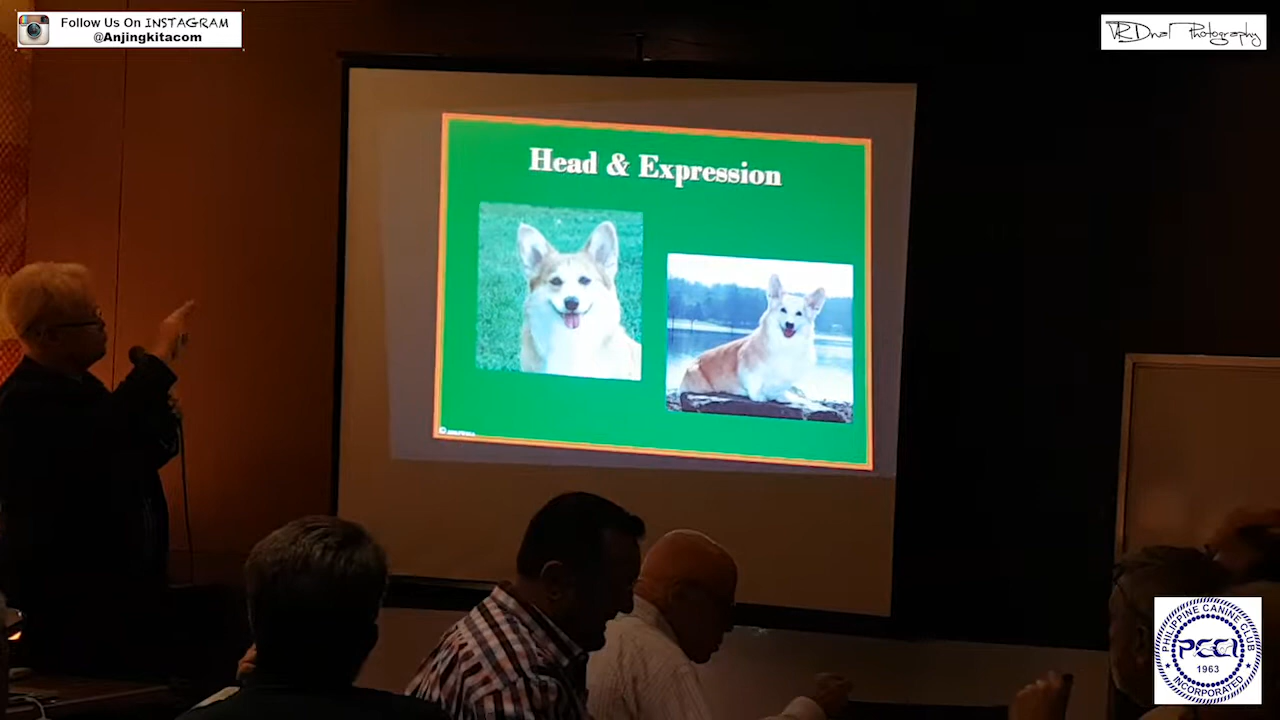 Follow Us On INSTAGRAM
@Anjingkitacom
VRDnal Photography
Head & Expression
PHILIPPINE CANINE CLUB
PCCI
1963
INCORPORATED